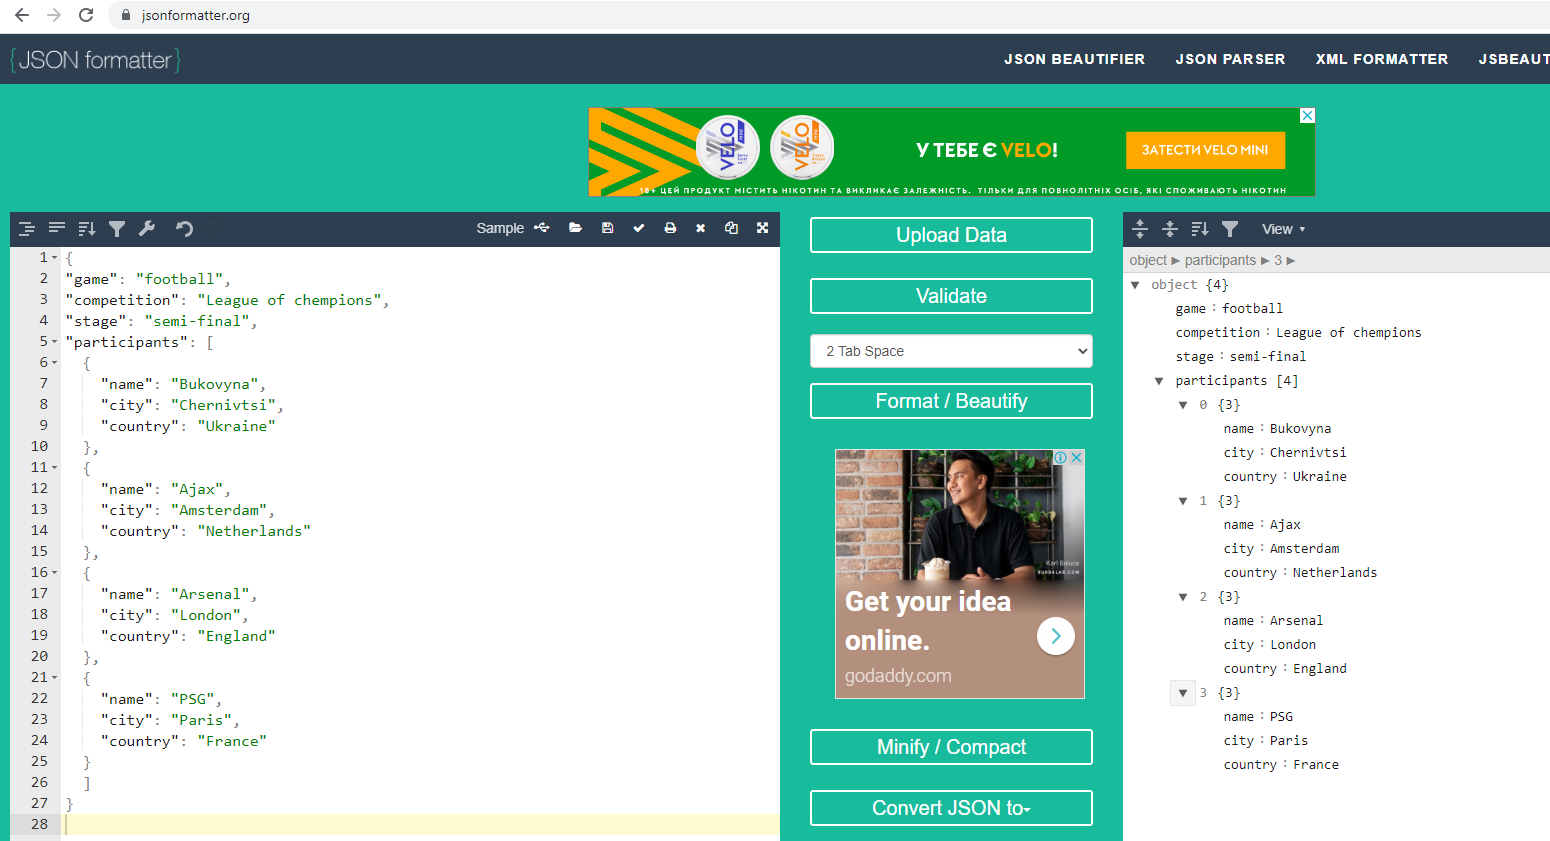 jsonformatter.org
{JSON formatter}
JSON BEAUTIFIER JSON PARSER XML FORMATTER JSBEAUT
VELO VELO
У ТЕБЕ Є VELO!
ЗАТЕСТИ VELO MINI
18+ ЦЕЙ ПРОДУКТ МІСТИТЬ НІКОТИН ТА ВИКЛИКАЄ ЗАЛЕЖНІСТЬ. ТІЛЬКИ ДЛЯ ПОВНОЛІТНІХ ОСІБ, ЯКІ СПОЖИВАЮТЬ НІКОТИН
Sample
1 {
2 "game": "football",
3 "competition": "League of chempions",
4 "stage": "semi-final",
5 "participants": [
6 {
7 "name": "Bukovyna",
8 "city": "Chernivtsi",
9 "country": "Ukraine"
10 },
11 {
12 "name": "Ajax",
13 "city": "Amsterdam",
14 "country": "Netherlands"
15 },
16 {
17 "name": "Arsenal",
18 "city": "London",
19 "country": "England"
20 },
21 {
22 "name": "PSG",
23 "city": "Paris",
24 "country": "France"
25 }
26 ]
27 }
28
Upload Data
Validate
2 Tab Space
Format / Beautify
Karl Baluca
Get your idea
online.
godaddy.com
Minify / Compact
Convert JSON to
View
object ► participants ► 3 ►
object {4}
game : football
competition : League of chempions
stage : semi-final
participants [4]
0 {3}
name : Bukovyna
city : Chernivtsi
country : Ukraine
1 {3}
name : Ajax
city : Amsterdam
country : Netherlands
2 {3}
name : Arsenal
city : London
country : England
3 {3}
name : PSG
city : Paris
country : France